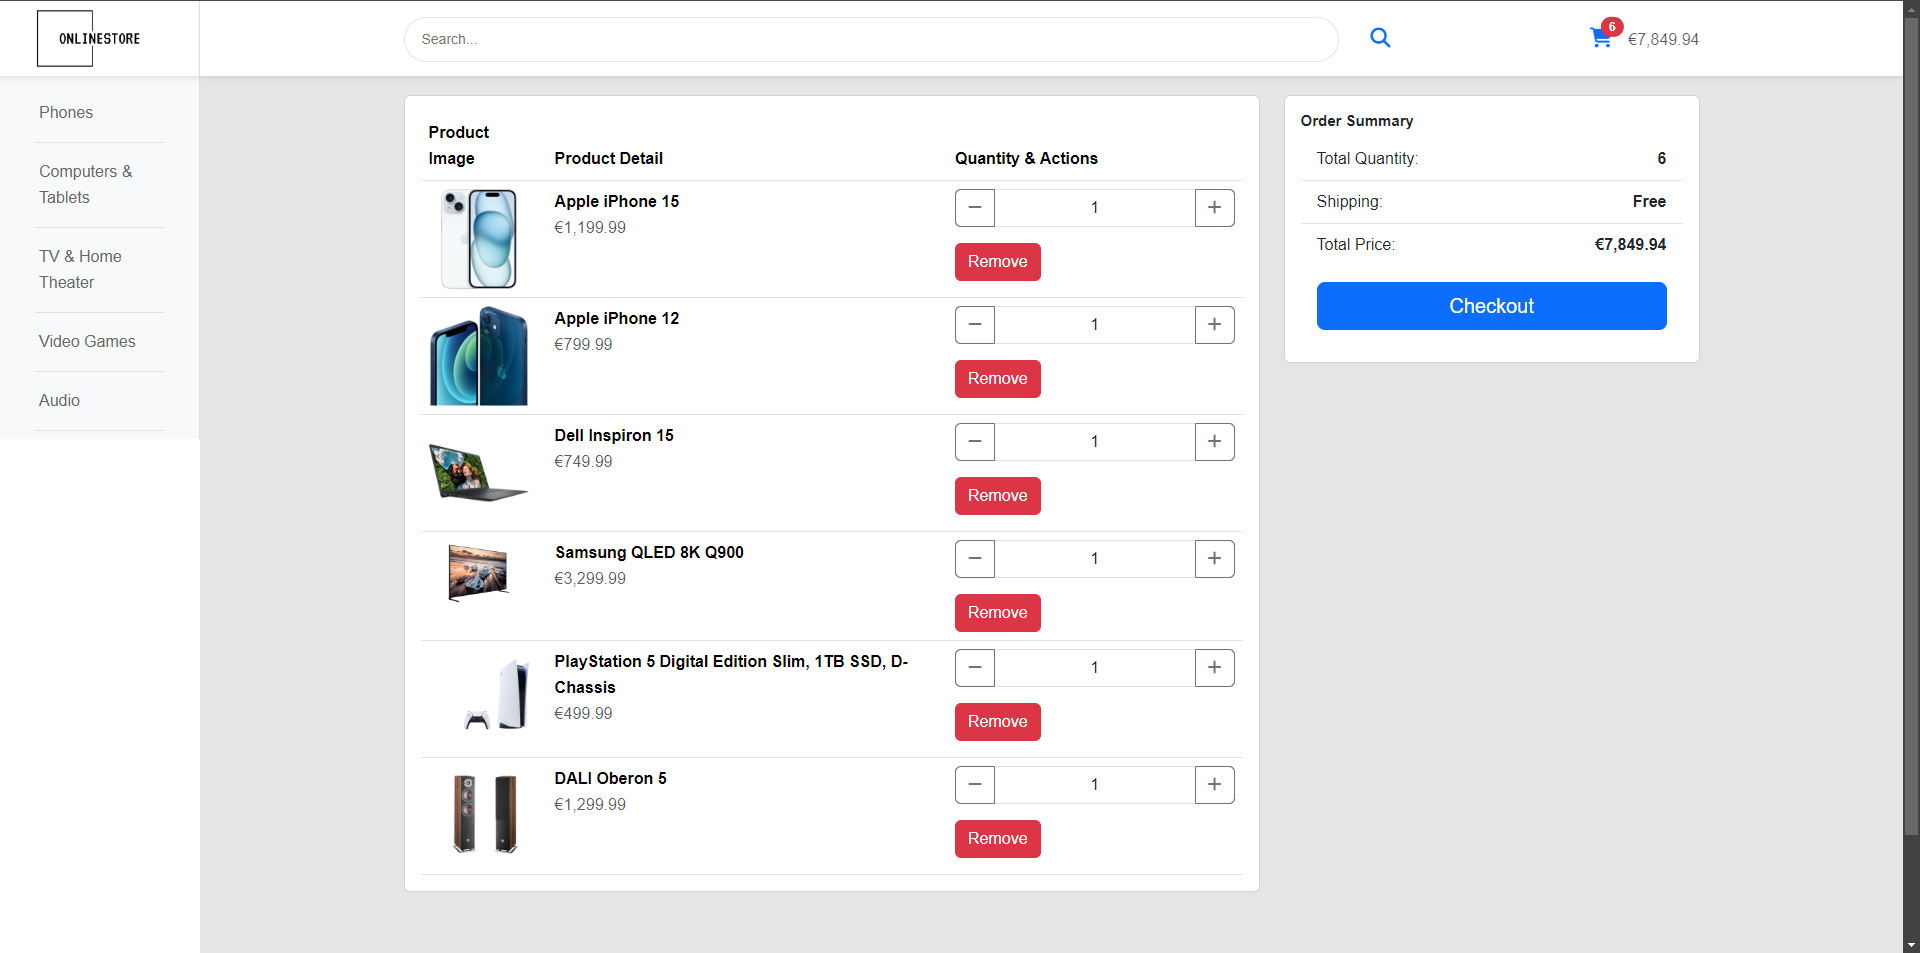 ONLINESTORE
Search...
6
€7,849.94
Phones
Computers &
Tablets
TV & Home
Theater
Video Games
Audio
Product
Image
Product Detail
Quantity & Actions
Apple iPhone 15
€1,199.99
1
Remove
Apple iPhone 12
€799.99
1
Remove
Dell Inspiron 15
€749.99
1
Remove
Samsung QLED 8K Q900
€3,299.99
1
Remove
PlayStation 5 Digital Edition Slim, 1TB SSD, D-
Chassis
€499.99
1
Remove
DALI Oberon 5
€1,299.99
1
Remove
Order Summary
Total Quantity: 6
Shipping: Free
Total Price: €7,849.94
Checkout